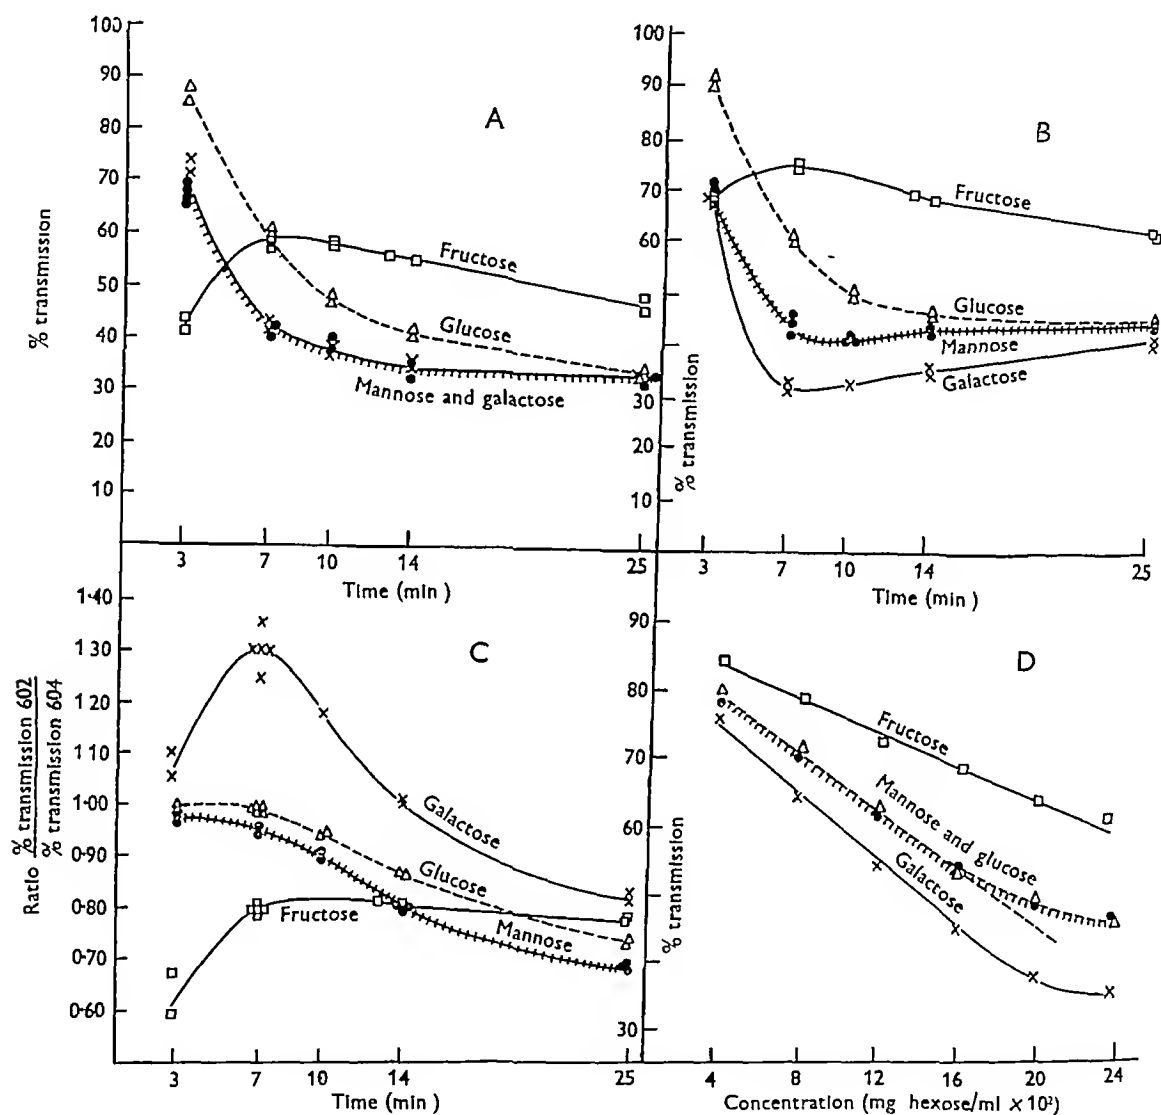 A
% transmission
100
90
80
70
60
50
40
30
20
10
Fructose
Glucose
Mannose and galactose
3 7 10 14 25
Time (min )
B
% transmission
100
90
80
70
60
30
20
10
Fructose
Glucose
Mannose
Galactose
3 7 10 14 25
Time (min )
C
Ratio % transmission 602
% transmission 604
1·40
1·30
1·20
1·10
1·00
0·90
0·80
0·70
0·60
Galactose
Glucose
Fructose
Mannose
3 7 10 14 25
Time (min )
D
% transmission
90
80
70
60
30
Fructose
Mannose and glucose
Galactose
4 8 12 16 20 24
Concentration (mg hexose/ml × 10²)